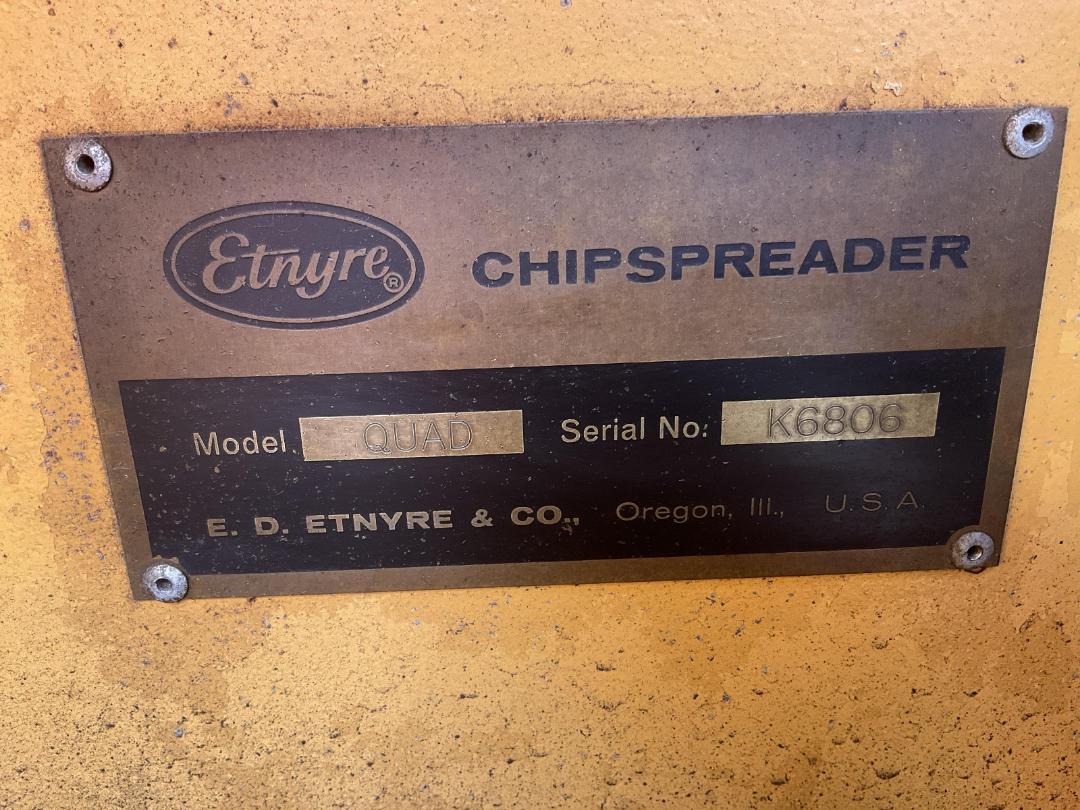 Etnyre® CHIPSPREADER
Model QUAD Serial No. K6806
E. D. ETNYRE & CO., Oregon, Ill., U.S.A.